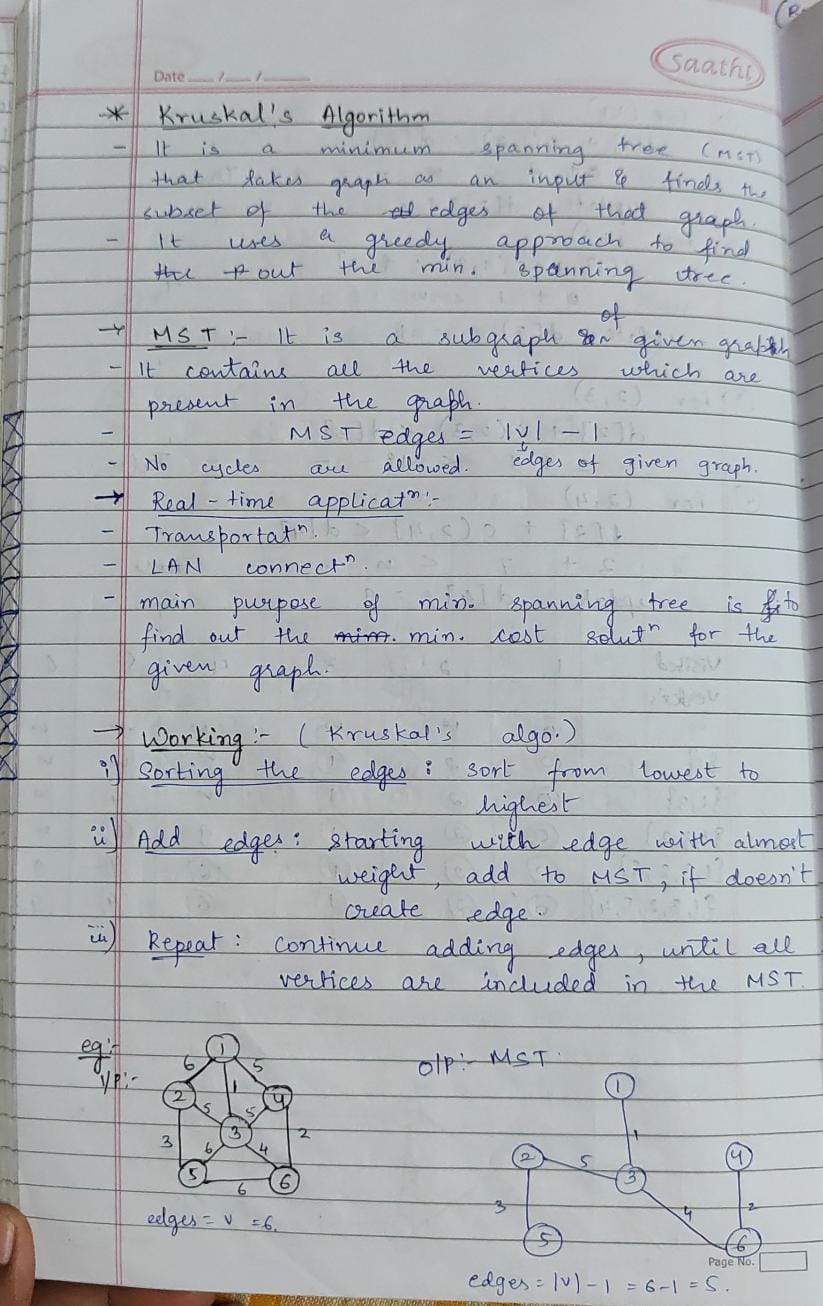 saathi
Date
* Kruskal's Algorithm
- It is a minimum spanning tree (MST)
that takes graph as an input & finds the
subset of the edges of that graph.
- It uses a greedy approach to find
out the min. spanning tree.
→ MST :- It is a subgraph of given graph
- It contains all the vertices which are
present in the graph.
- MST edges = |v| - 1
- No cycles are allowed. edges of given graph.
→ Real-time applicatⁿ :-
- Transportatⁿ.
- LAN connectⁿ.
- main purpose of min. spanning tree is to
find out the min. min. cost solutⁿ for the
given graph.
→ Working :- (Kruskal's algo.)
i) Sorting the edges : sort from lowest to
highest
ii) Add edges : starting with edge with almost
weight, add to MST, if doesn't
create edge.
iii) Repeat : continue adding edges, until all
vertices are included in the MST.
eg:-
i/p:-
1
6 5
2 1 4
5 5
3 3 2
6 4
5 6 6
edges = v = 6.
o/p:- MST.
1
1
2 5 3 4
3 4 2
5 6
Page No.
edges = |v| - 1 = 6-1 = 5.